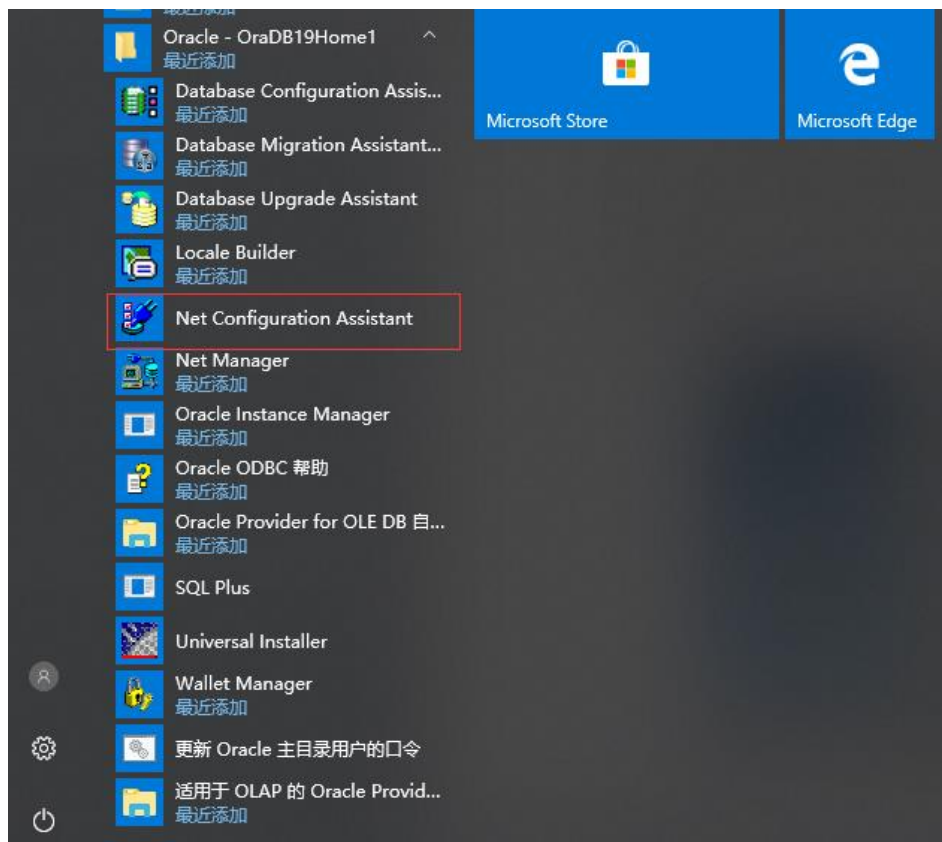 最近添加
Oracle - OraDB19Home1
最近添加
Database Configuration Assis...
最近添加
Database Migration Assistant...
最近添加
Database Upgrade Assistant
最近添加
Locale Builder
最近添加
Net Configuration Assistant
Net Manager
最近添加
Oracle Instance Manager
最近添加
Oracle ODBC 帮助
最近添加
Oracle Provider for OLE DB 自...
最近添加
SQL Plus
Universal Installer
Wallet Manager
最近添加
更新 Oracle 主目录用户的口令
适用于 OLAP 的 Oracle Provid...
最近添加
Microsoft Store
Microsoft Edge